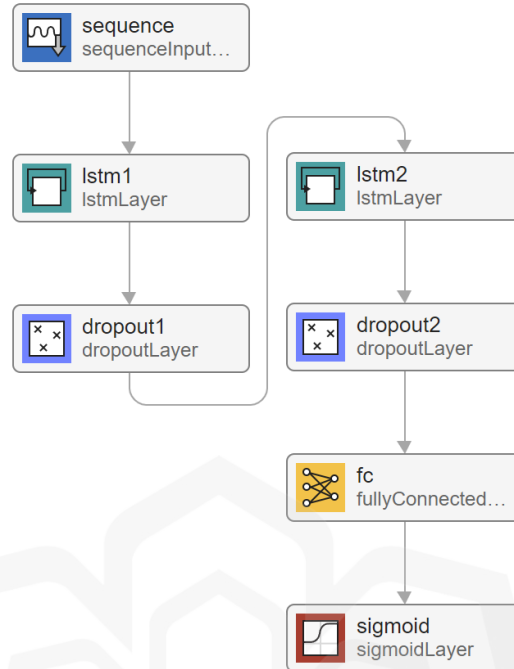 sequence
sequenceInput...
lstm1
lstmLayer
dropout1
dropoutLayer
lstm2
lstmLayer
dropout2
dropoutLayer
fc
fullyConnected...
sigmoid
sigmoidLayer